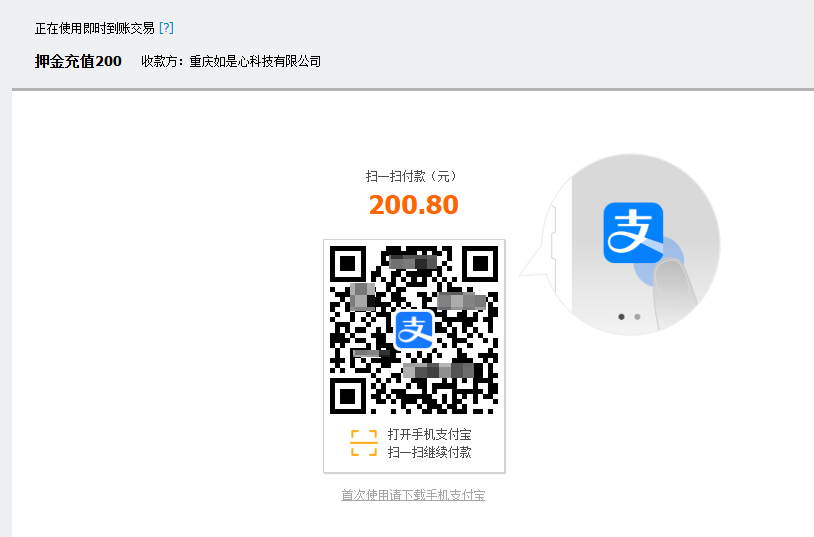 正在使用即时到账交易 [?]
押金充值200 收款方：重庆如是心科技有限公司
扫一扫付款（元）
200.80
支
支
打开手机支付宝
扫一扫继续付款
首次使用请下载手机支付宝